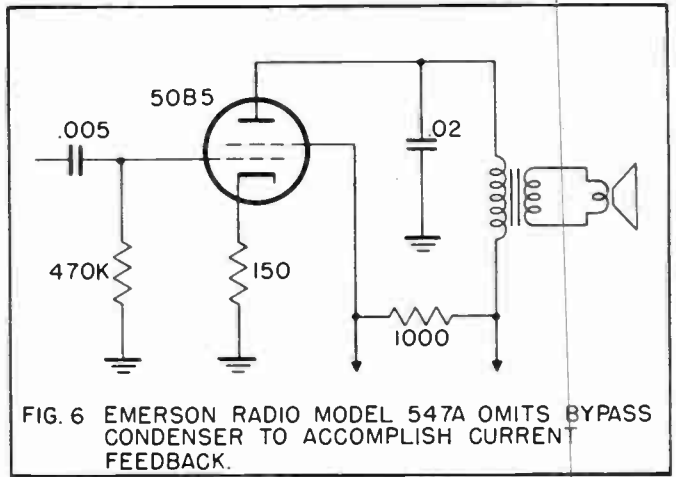 50B5
.005
.02
470K
150
1000
FIG. 6 EMERSON RADIO MODEL 547A OMITS BYPASS
CONDENSER TO ACCOMPLISH CURRENT
FEEDBACK.